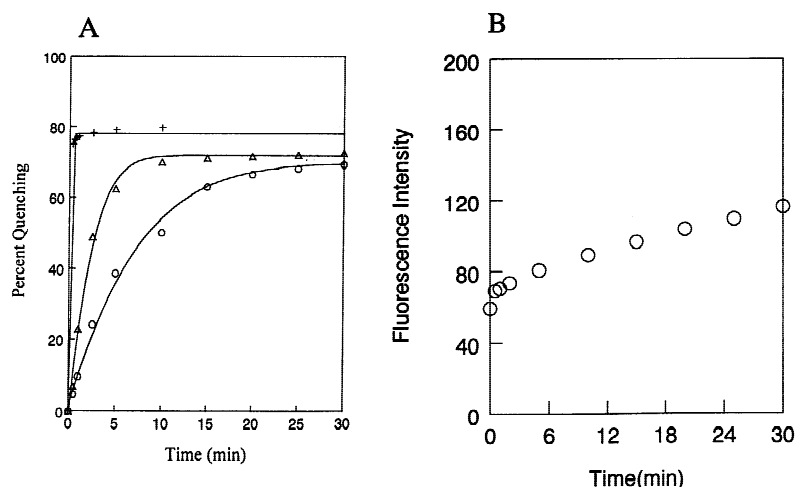 A
100
80
60
40
20
0
0 5 10 15 20 25 30
Percent Quenching
Time (min)
B
200
160
120
80
40
0
0 6 12 18 24 30
Fluorescence Intensity
Time(min)